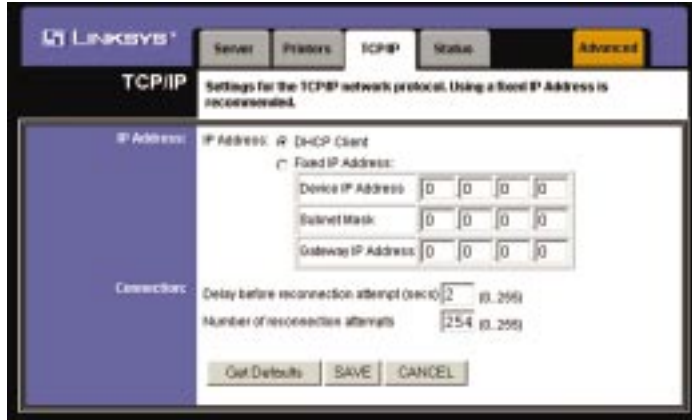 LINKSYS®
Server Printers TCP/IP Status Advanced
TCP/IP
Settings for the TCP/IP network protocol. Using a fixed IP Address is
recommended.
IP Address: IP Address: DHCP Client
Fixed IP Address:
Device IP Address 0 0 0 0
Subnet Mask 0 0 0 0
Gateway IP Address 0 0 0 0
Connection:
Delay before reconnection attempt (secs) 2 (0..255)
Number of reconnection attempts 254 (0..255)
Get Defaults SAVE CANCEL